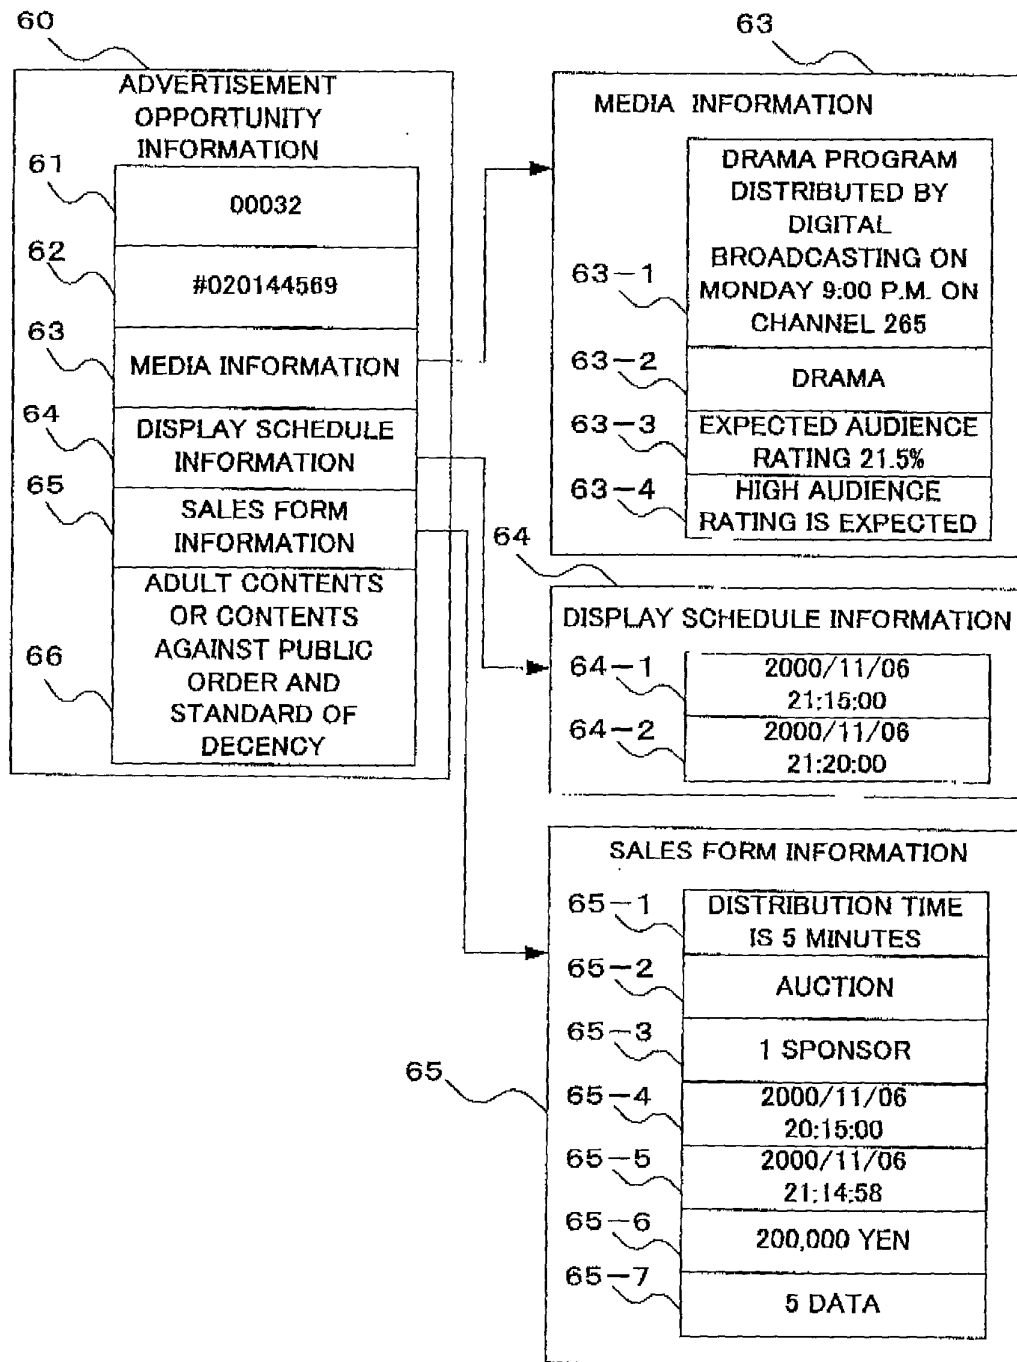 60
ADVERTISEMENT
OPPORTUNITY
INFORMATION
61
00032
62
#020144569
63
MEDIA INFORMATION
64
DISPLAY SCHEDULE
INFORMATION
65
SALES FORM
INFORMATION
66
ADULT CONTENTS
OR CONTENTS
AGAINST PUBLIC
ORDER AND
STANDARD OF
DECENCY
63
MEDIA INFORMATION
63-1
DRAMA PROGRAM
DISTRIBUTED BY
DIGITAL
BROADCASTING ON
MONDAY 9:00 P.M. ON
CHANNEL 265
63-2
DRAMA
63-3
EXPECTED AUDIENCE
RATING 21.5%
63-4
HIGH AUDIENCE
RATING IS EXPECTED
64
DISPLAY SCHEDULE INFORMATION
64-1
2000/11/06
21:15:00
64-2
2000/11/06
21:20:00
65
SALES FORM INFORMATION
65-1
DISTRIBUTION TIME
IS 5 MINUTES
65-2
AUCTION
65-3
1 SPONSOR
65-4
2000/11/06
20:15:00
65-5
2000/11/06
21:14:58
65-6
200,000 YEN
65-7
5 DATA